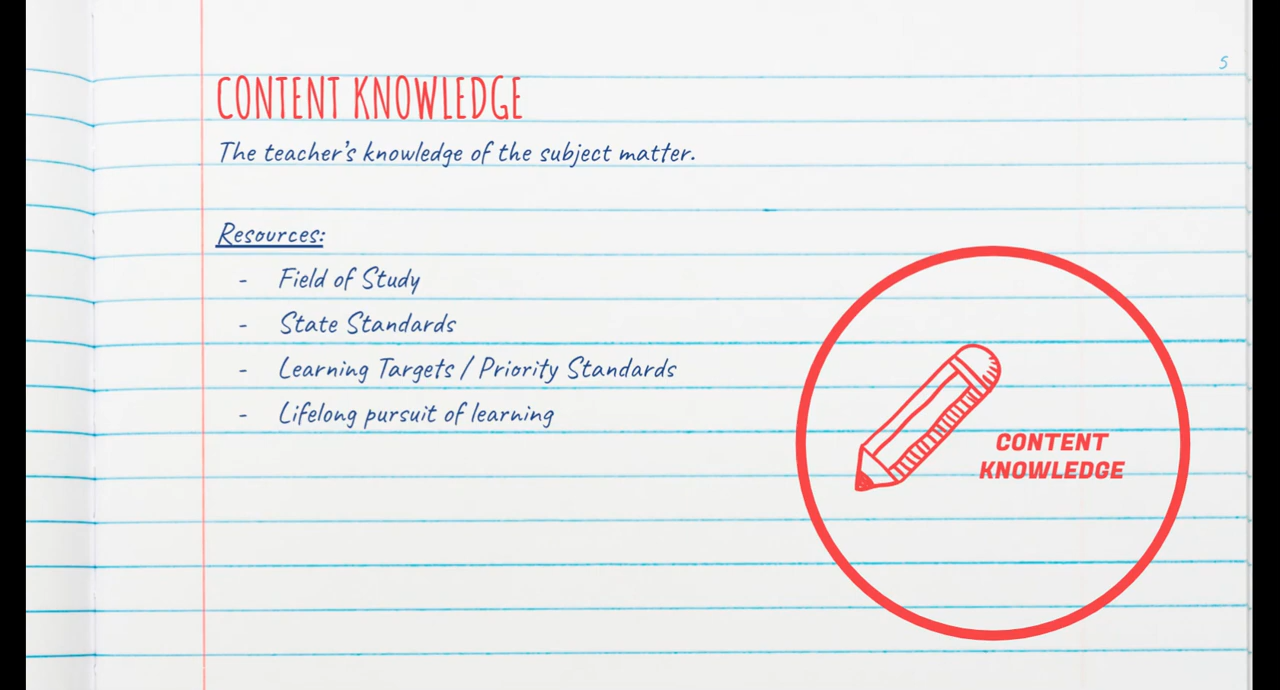 5
CONTENT KNOWLEDGE
The teacher's knowledge of the subject matter.
Resources:
- Field of Study
- State Standards
- Learning Targets / Priority Standards
- Lifelong pursuit of learning
CONTENT
KNOWLEDGE